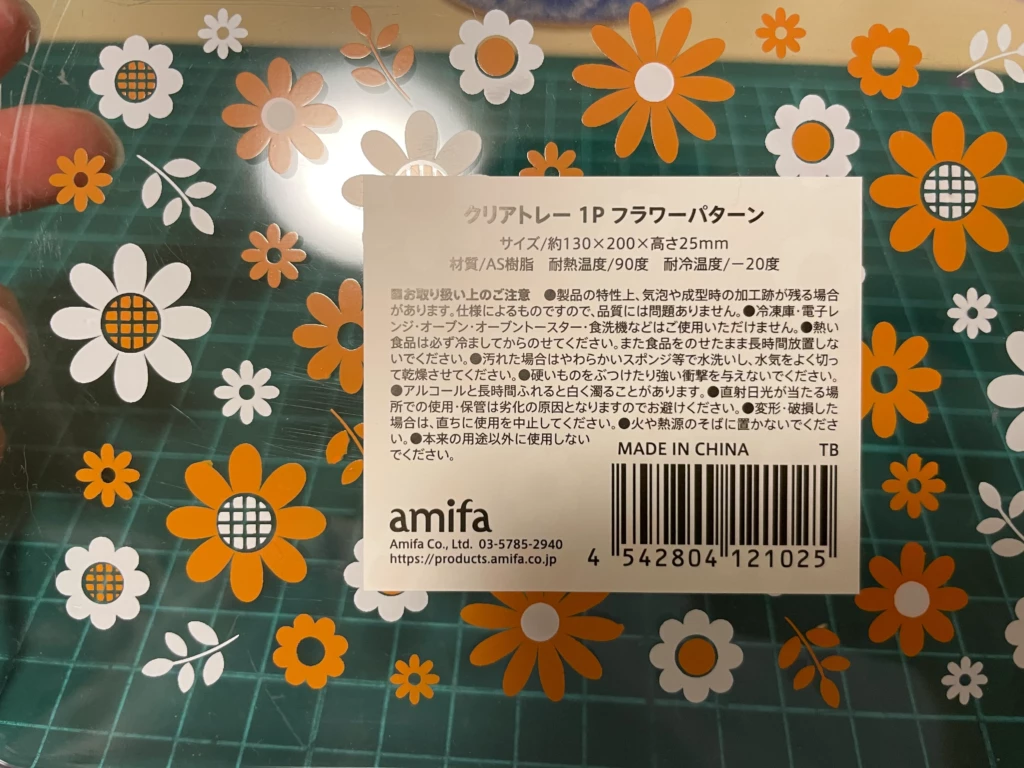 クリアトレー 1P フラワーパターン
サイズ/約130×200×高さ25mm
材質/AS樹脂　耐熱温度/90度　耐冷温度/－20度
■お取り扱い上のご注意　●製品の特性上、気泡や成型時の加工跡が残る場合
があります。仕様によるものですので、品質には問題ありません。●冷凍庫・電子レ
ンジ・オーブン・オーブントースター・食洗機などはご使用いただけません。●熱い
食品は必ず冷ましてからのせてください。また食品をのせたまま長時間放置しな
いでください。●汚れた場合はやわらかいスポンジ等で水洗いし、水気をよく切っ
て乾燥させてください。●硬いものをぶつけたり強い衝撃を与えないでください。
●アルコールと長時間ふれると白く濁ることがあります。●直射日光が当たる場
所での使用・保管は劣化の原因となりますのでお避けください。●変形・破損した
場合は、直ちに使用を中止してください。●火や熱源のそばに置かないでくださ
い。●本来の用途以外に使用しない
でください。
MADE IN CHINA TB
amifa
Amifa Co., Ltd. 03-5785-2940
https://products.amifa.co.jp
4 542804 121025